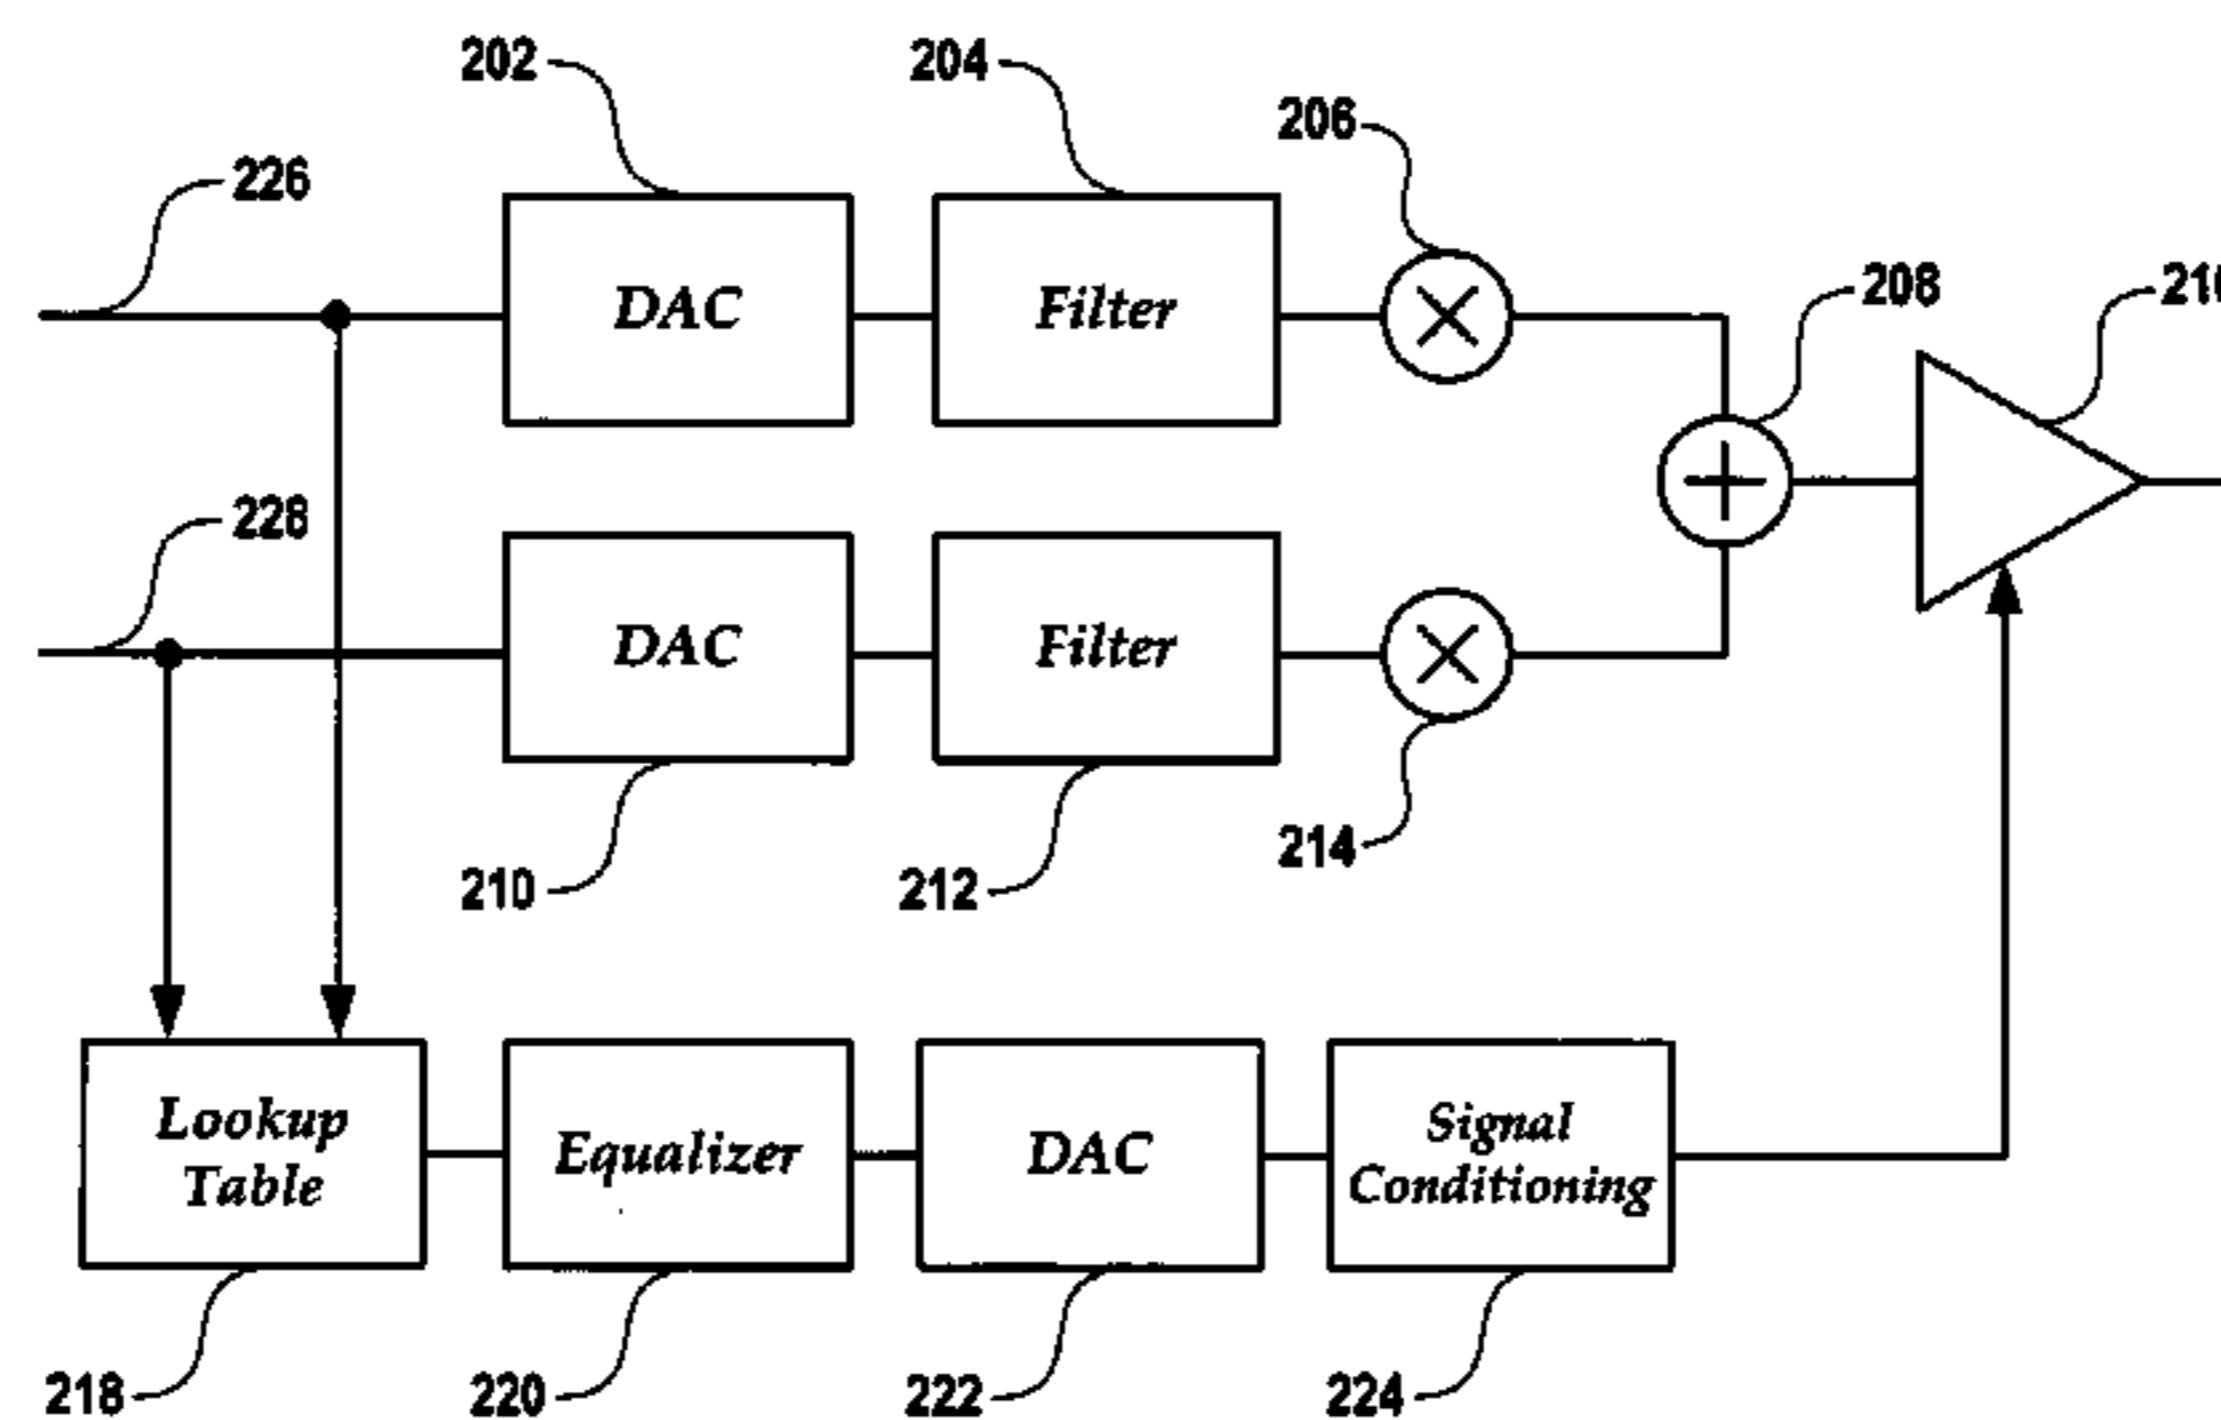 202
204
206
226
208
DAC
Filter
228
DAC
Filter
210
212
214
Lookup
Table
Equalizer
DAC
Signal
Conditioning
218
220
222
224